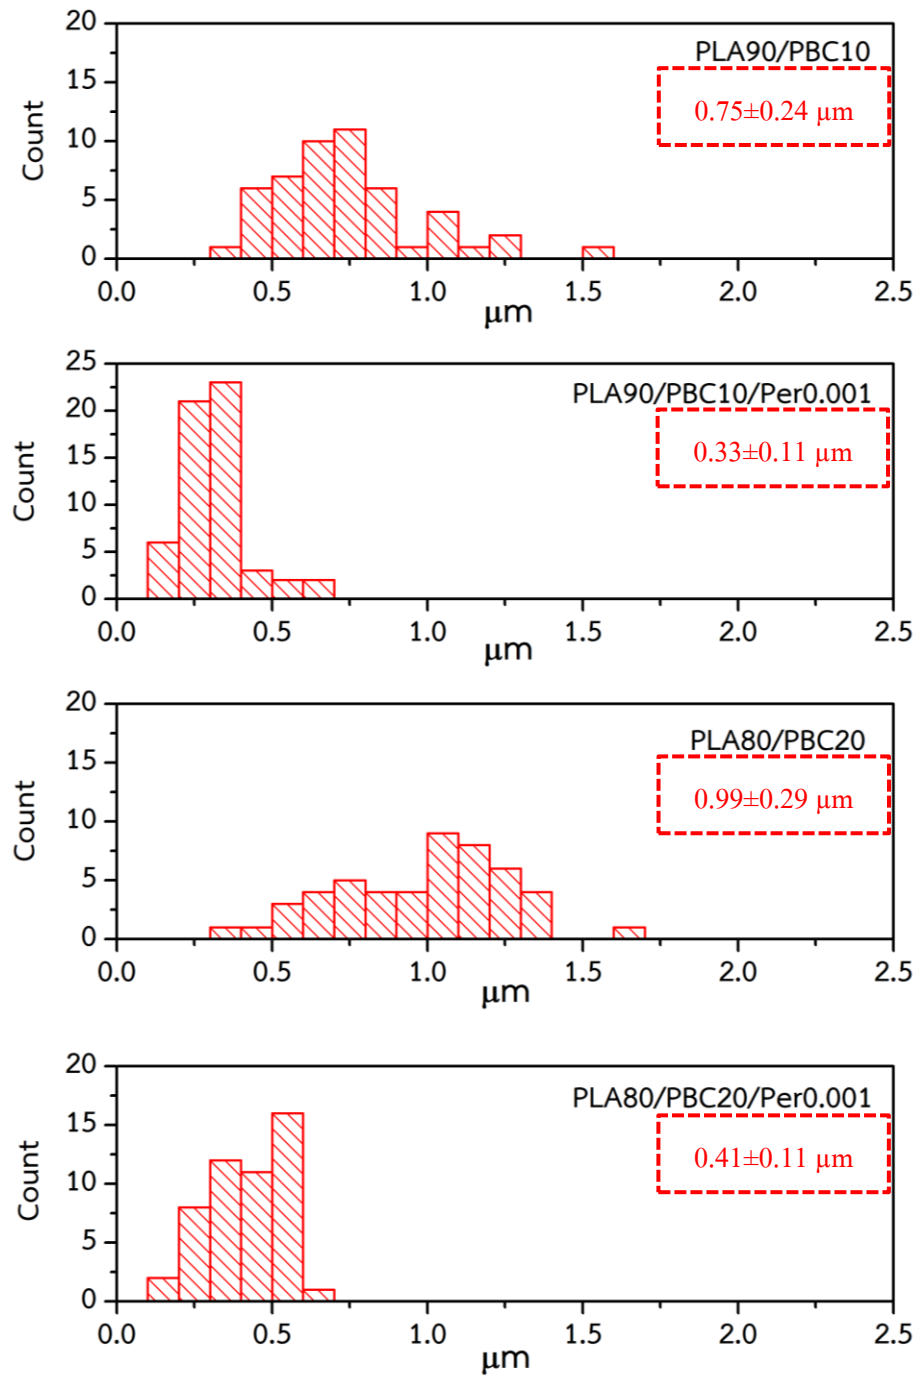 20
PLA90/PBC10
15
0.75±0.24 µm
10
5
0
Count
0.0 0.5 1.0 1.5 2.0 2.5
µm
25
PLA90/PBC10/Per0.001
20
0.33±0.11 µm
15
10
5
0
Count
0.0 0.5 1.0 1.5 2.0 2.5
µm
20
PLA80/PBC20
15
0.99±0.29 µm
10
5
0
Count
0.0 0.5 1.0 1.5 2.0 2.5
µm
20
PLA80/PBC20/Per0.001
15
0.41±0.11 µm
10
5
0
Count
0.0 0.5 1.0 1.5 2.0 2.5
µm